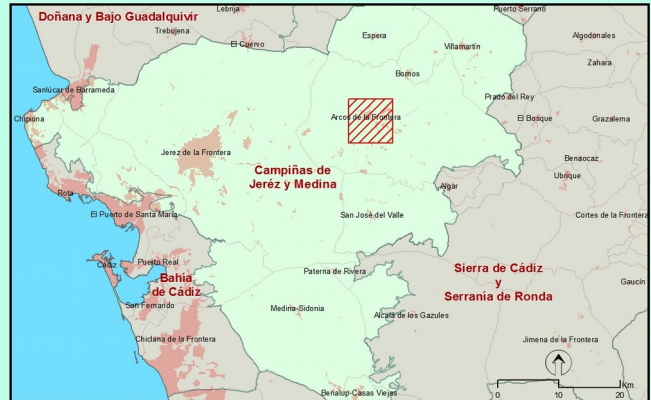 Doñana y Bajo Guadalquivir
Lebrija
Puerto Serrano
Trebujena
Espera
Algodonales
El Cuervo
Villamartín
Zahara
Bornos
Sanlúcar de Barrameda
Prado del Rey
Chipiona
Arcos de la Frontera
El Bosque
Grazalema
Jerez de la Frontera
Benaocaz
Campiñas de
Jeréz y Medina
Ubrique
Algar
Rota
El Puerto de Santa María
San José del Valle
Cortes de la Frontera
Cádiz
Puerto Real
Paterna de Rivera
Sierra de Cádiz
y
Serranía de Ronda
Bahía
de Cádiz
Gaucín
San Fernando
Medina-Sidonia
Alcalá de los Gazules
Chiclana de la Frontera
Jimena de la Frontera
Km.
0 10 20
Benalup-Casas Viejas